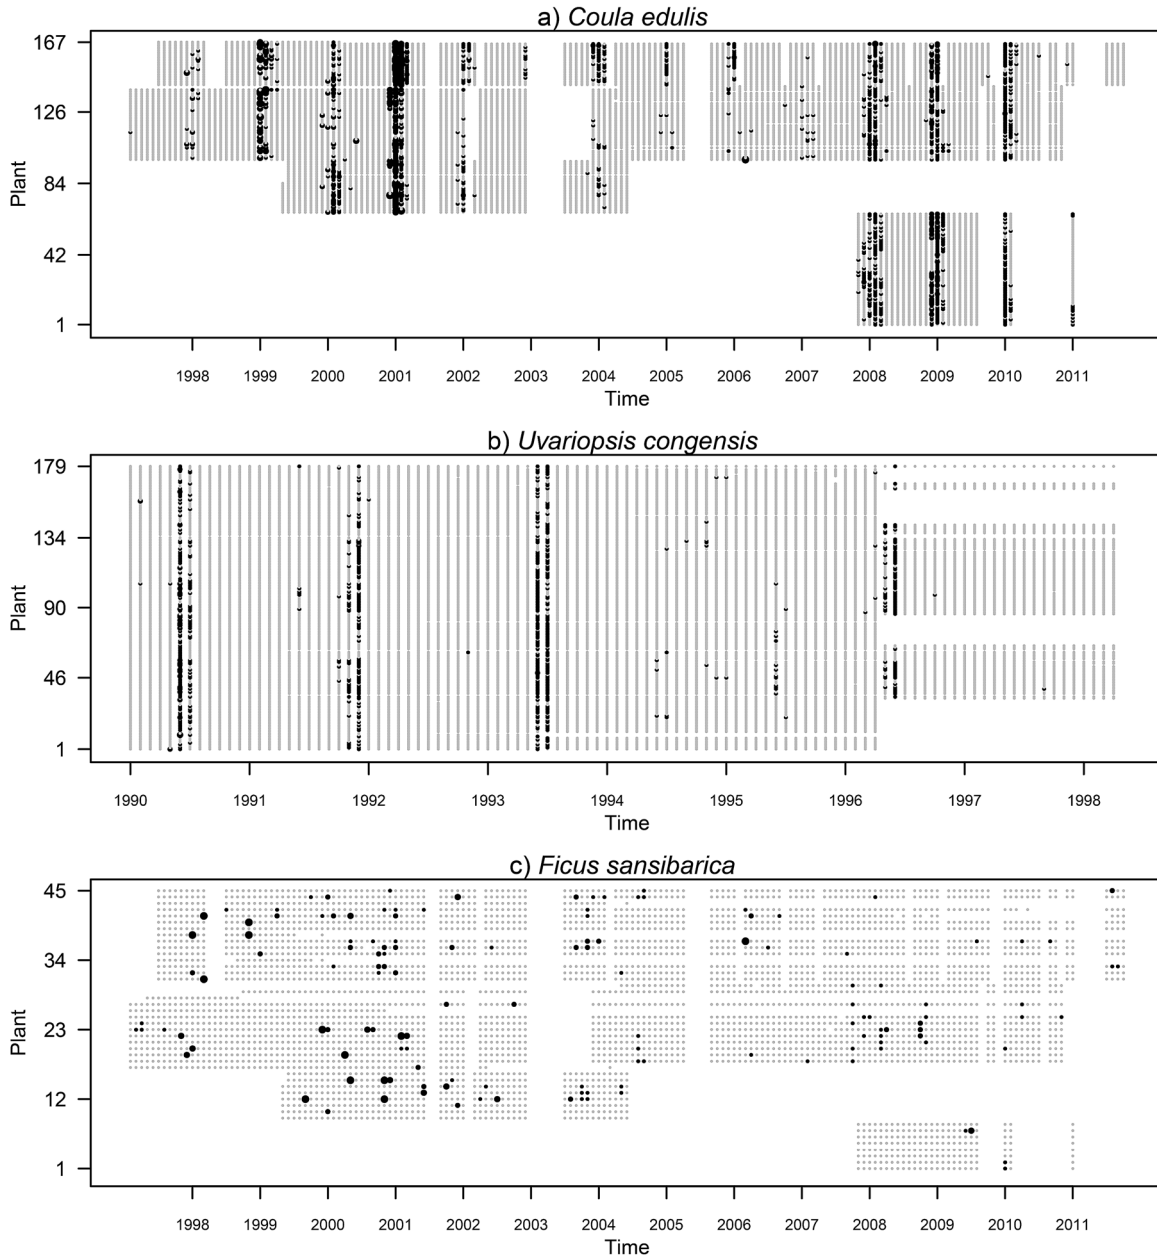 a) Coula edulis
167
126
84
42
1
Plant
1998 1999 2000 2001 2002 2003 2004 2005 2006 2007 2008 2009 2010 2011
Time
b) Uvariopsis congensis
179
134
90
46
1
Plant
1990 1991 1992 1993 1994 1995 1996 1997 1998
Time
c) Ficus sansibarica
45
34
23
12
1
Plant
1998 1999 2000 2001 2002 2003 2004 2005 2006 2007 2008 2009 2010 2011
Time